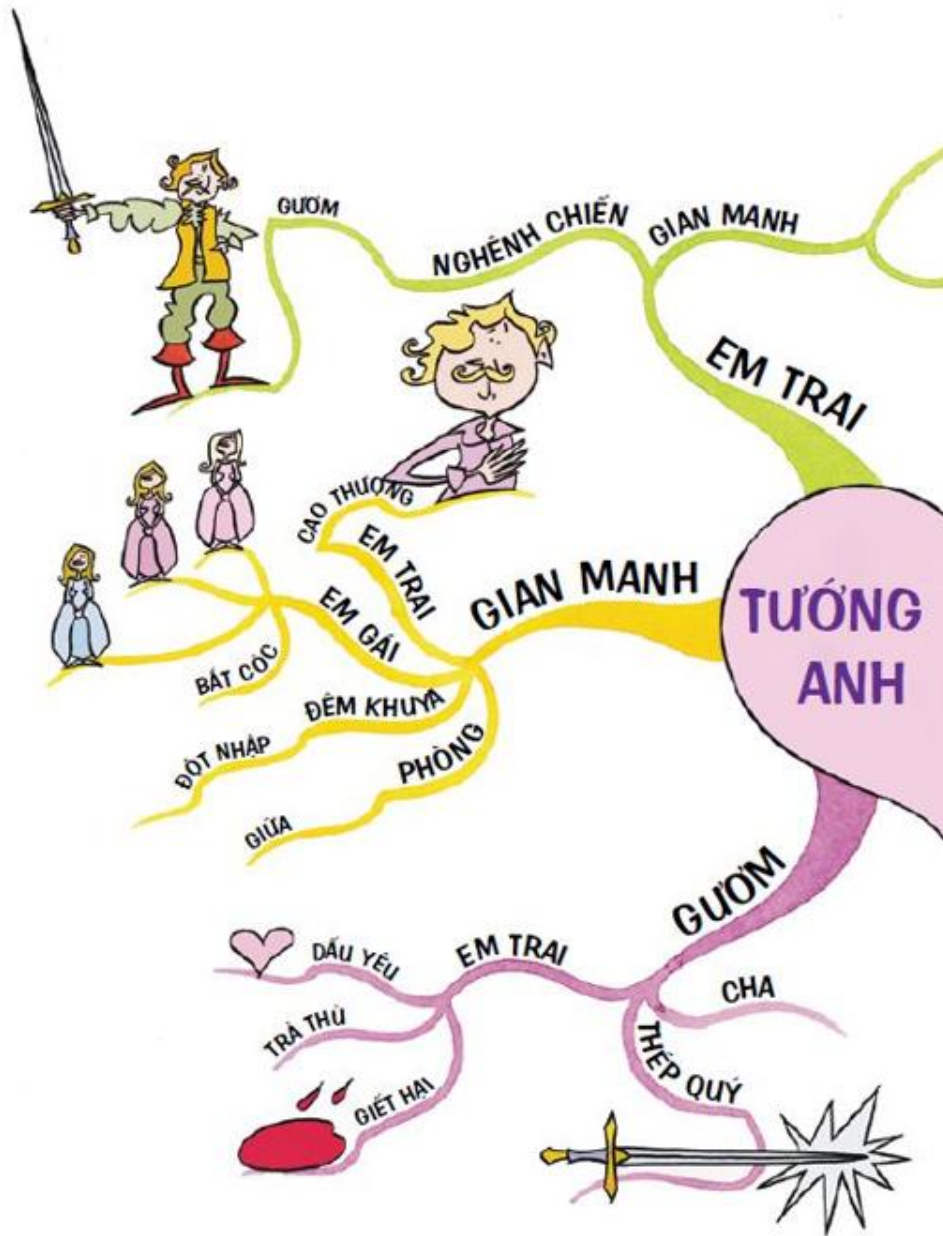 GƯƠM
NGHÊNH CHIẾN
GIAN MANH
EM TRAI
CAO THƯỢNG
EM TRAI
GIAN MANH
TƯỚNG
ANH
EM GÁI
BẮT CÓC
ĐÊM KHUYA
ĐỘT NHẬP
PHÒNG
GIỮA
GƯƠM
DẤU YÊU
EM TRAI
CHA
TRẢ THÙ
THÉP QUÝ
GIẾT HẠI